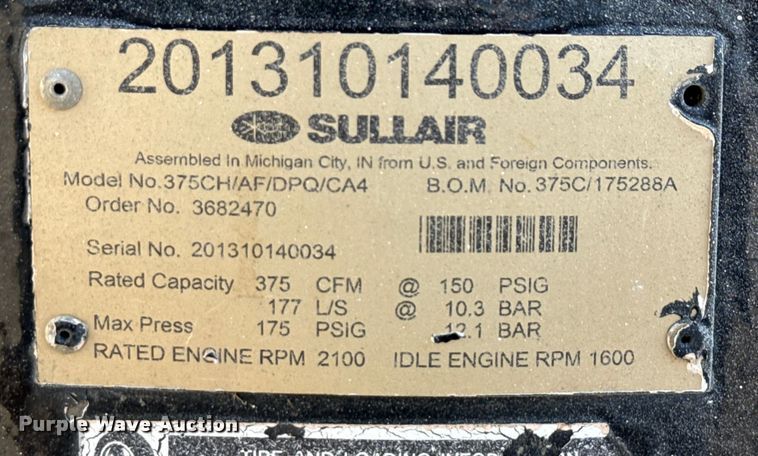 201310140034
SULLAIR
Assembled In Michigan City, IN from U.S. and Foreign Components.
Model No.375CH/AF/DPQ/CA4 B.O.M. No.375C/175288A
Order No. 3682470
Serial No. 201310140034
Rated Capacity 375 CFM @ 150 PSIG
177 L/S @ 10.3 BAR
Max Press 175 PSIG 12.1 BAR
RATED ENGINE RPM 2100 IDLE ENGINE RPM 1600
Purple Wave Auction